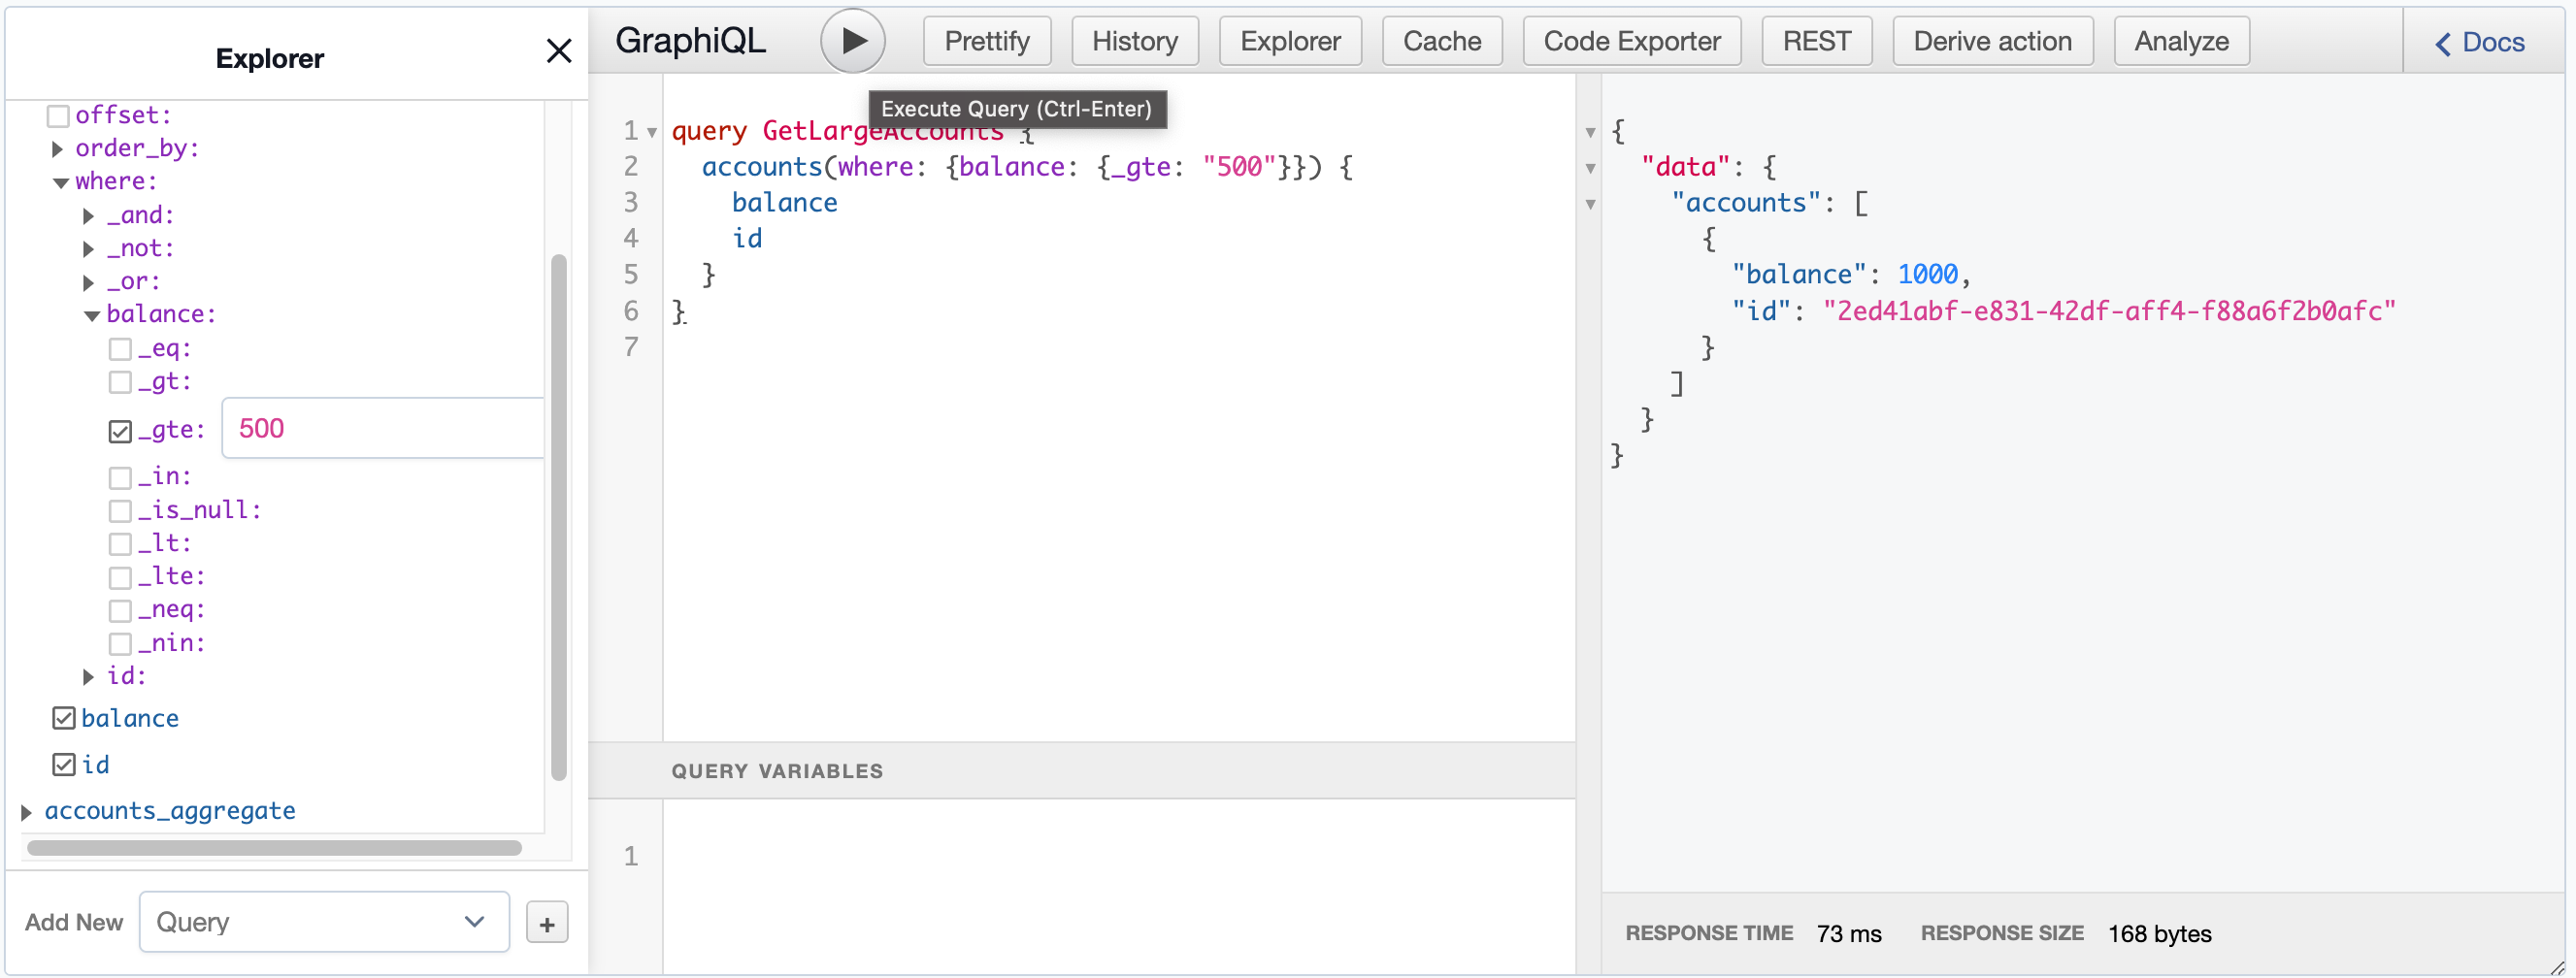 Explorer
offset:
order_by:
where:
_and:
_not:
_or:
balance:
_eq:
_gt:
_gte: 500
_in:
_is_null:
_lt:
_lte:
_neq:
_nin:
id:
balance
id
accounts_aggregate
Add New Query +
GraphiQL Prettify History Explorer Cache Code Exporter REST Derive action Analyze Docs
Execute Query (Ctrl-Enter)
1 query GetLargeAccounts {
2 accounts(where: {balance: {_gte: "500"}}) {
3 balance
4 id
5 }
6 }
7
QUERY VARIABLES
1
{
"data": {
"accounts": [
{
"balance": 1000,
"id": "2ed41abf-e831-42df-aff4-f88a6f2b0afc"
}
]
}
}
RESPONSE TIME 73 ms RESPONSE SIZE 168 bytes